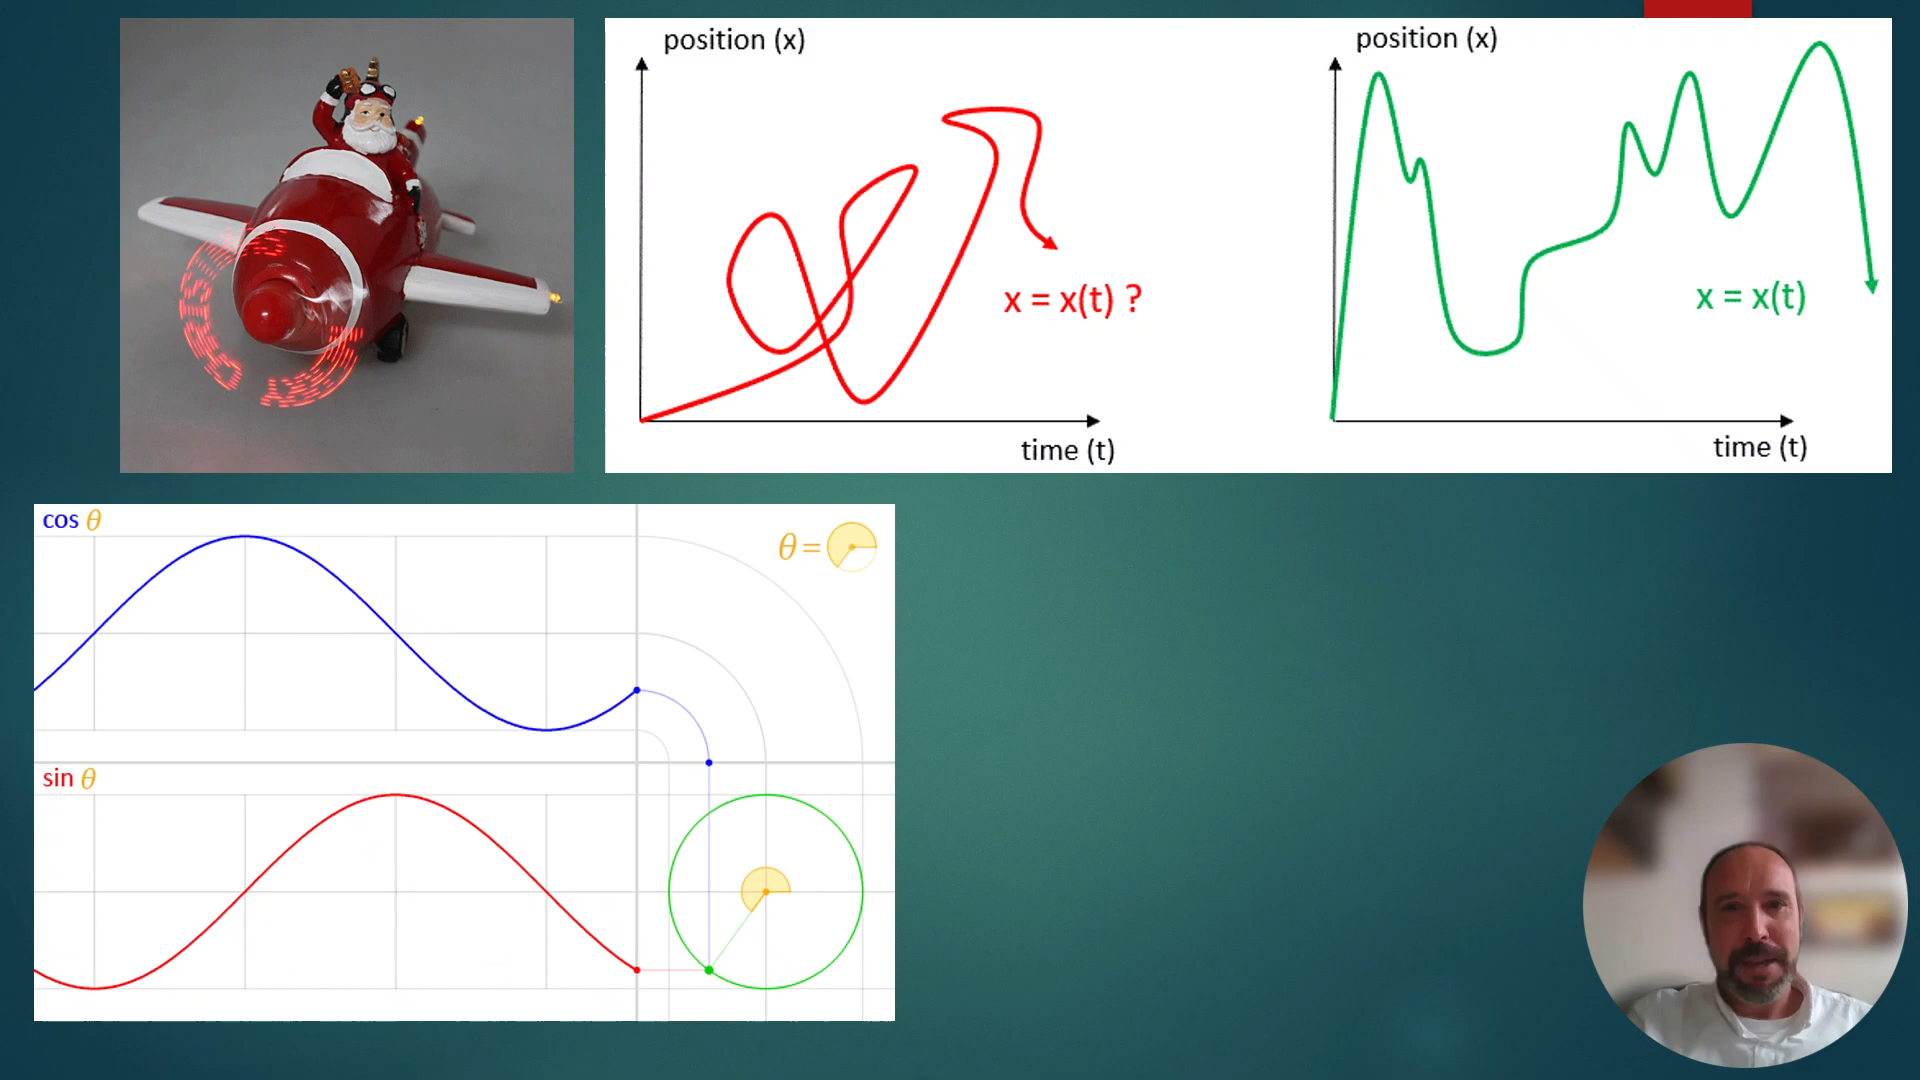 position (x)
x = x(t) ?
time (t)
position (x)
x = x(t)
time (t)
cos θ
θ =
sin θ